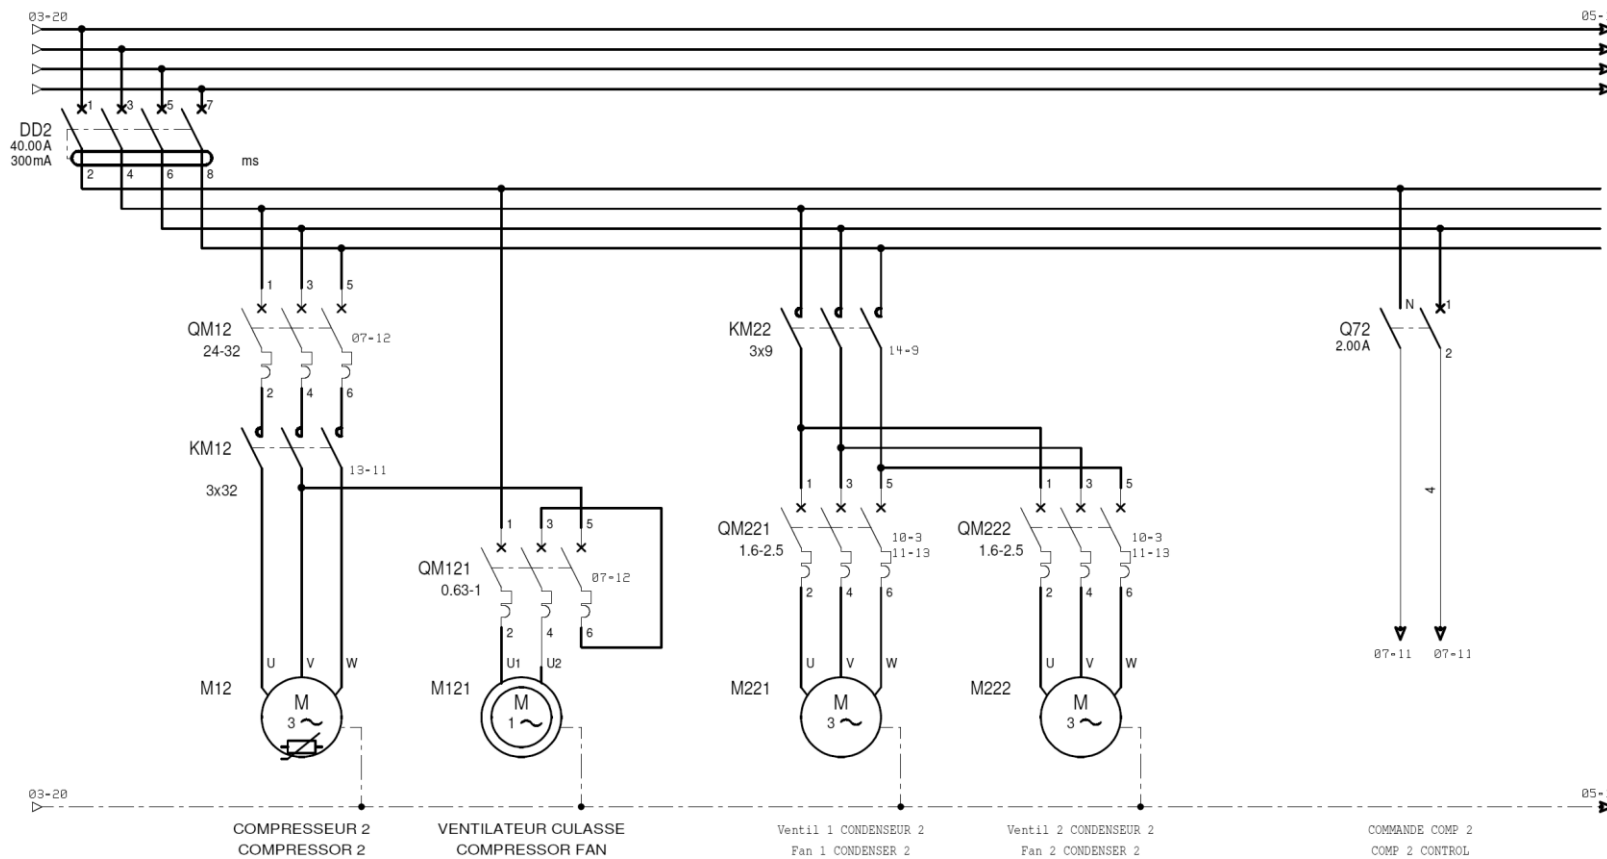 03-20 05-
1 3 5 7
DD2
40.00A
300mA
ms
2 4 6 8
1 3 5
QM12
24-32
07-12
2 4 6
KM12
3x32
13-11
1 3 5
QM121
0.63-1
07-12
2 4 6
U V W
U1 U2
M12
M
3
M121
M
1
KM22
3x9
14-9
1 3 5
QM221
1.6-2.5
10-3
11-13
2 4 6
U V W
M221
M
3
1 3 5
QM222
1.6-2.5
10-3
11-13
2 4 6
U V W
M222
M
3
N 1
Q72
2.00A
2
4
07-11 07-11
03-20 05-
COMPRESSEUR 2
COMPRESSOR 2
VENTILATEUR CULASSE
COMPRESSOR FAN
Ventil 1 CONDENSEUR 2
Fan 1 CONDENSER 2
Ventil 2 CONDENSEUR 2
Fan 2 CONDENSER 2
COMMANDE COMP 2
COMP 2 CONTROL